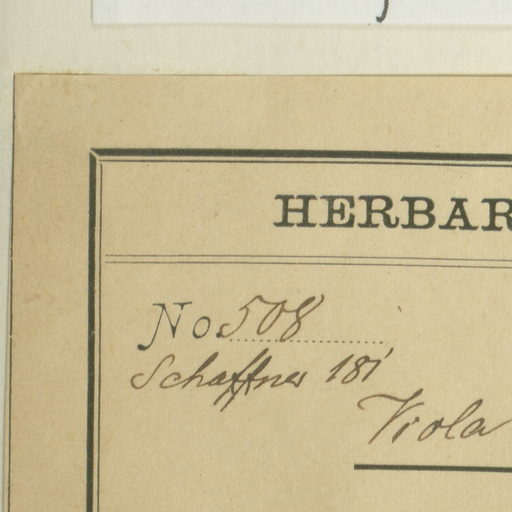 HERBAR
No. 508
Schaffner 181
Viola